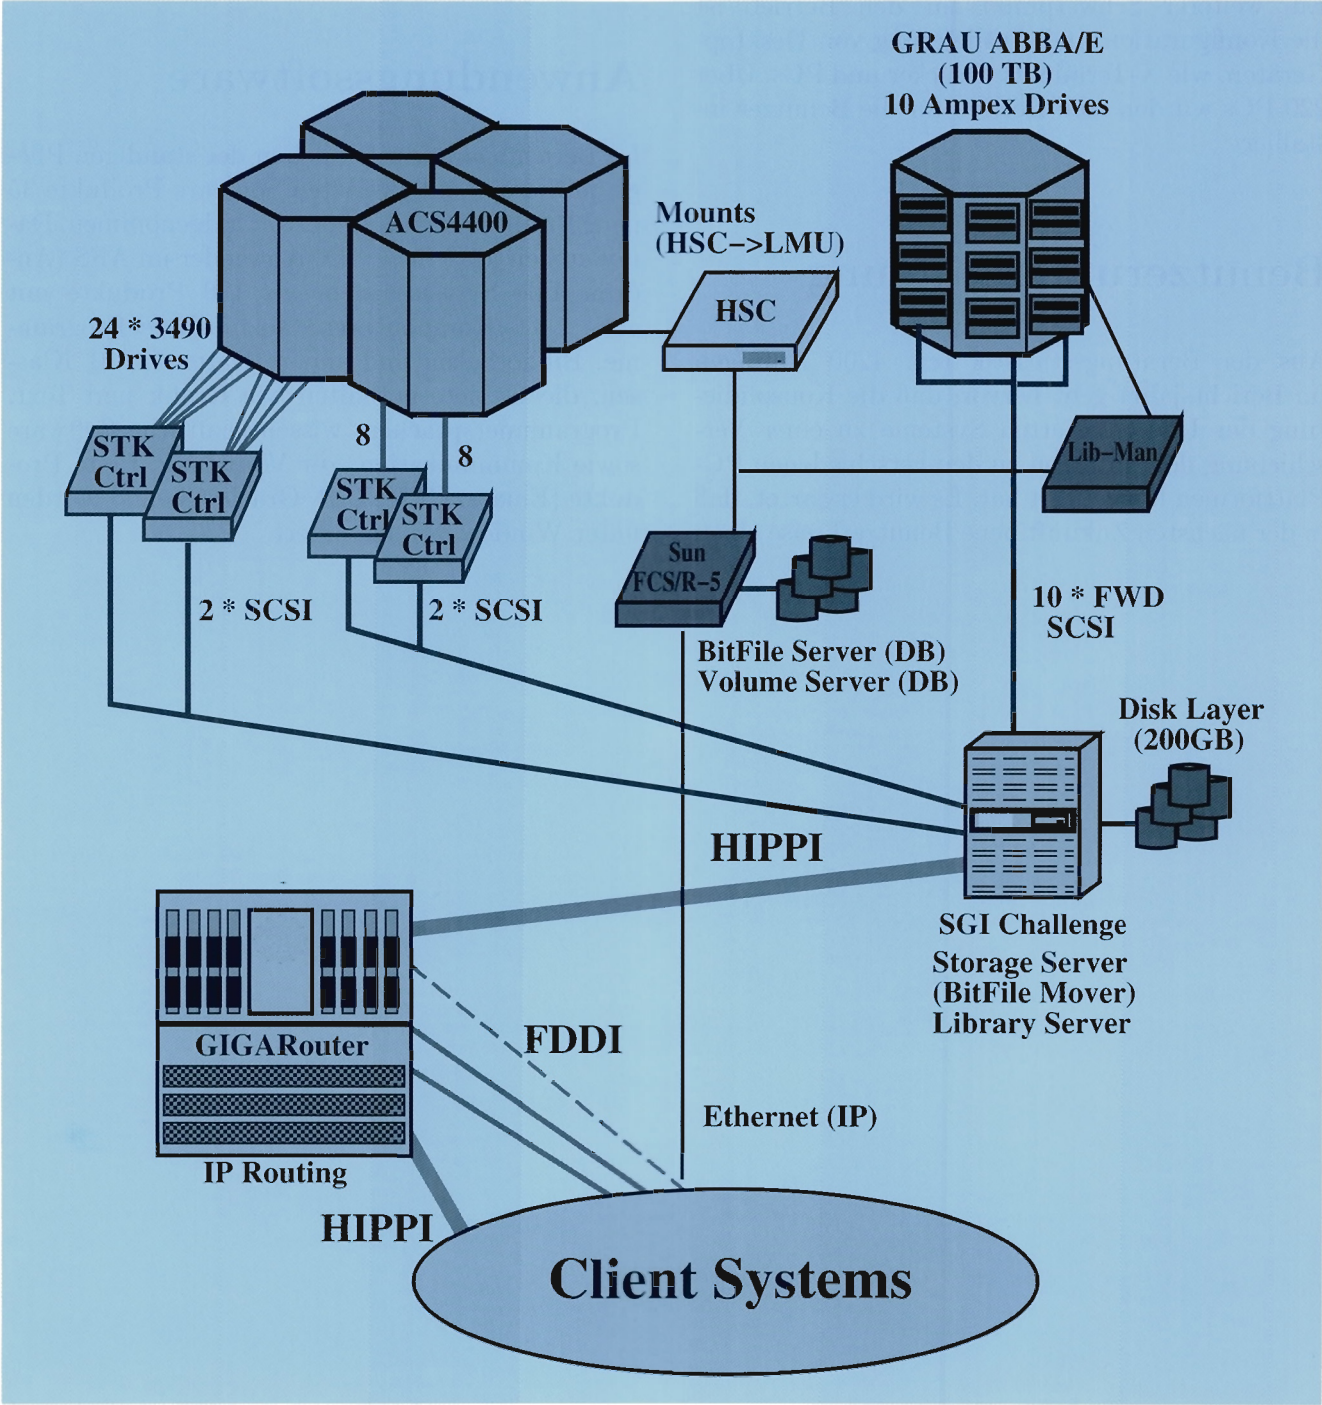 GRAU ABBA/E
(100 TB)
10 Ampex Drives
ACS4400
Mounts
(HSC->LMU)
HSC
24 * 3490
Drives
STK
Ctrl
STK
Ctrl
8
8
STK
Ctrl
STK
Ctrl
Lib-Man
Sun
FCS/R-5
2 * SCSI
2 * SCSI
10 * FWD
SCSI
BitFile Server (DB)
Volume Server (DB)
Disk Layer
(200GB)
HIPPI
SGI Challenge
Storage Server
(BitFile Mover)
Library Server
GIGARouter
FDDI
Ethernet (IP)
IP Routing
HIPPI
Client Systems